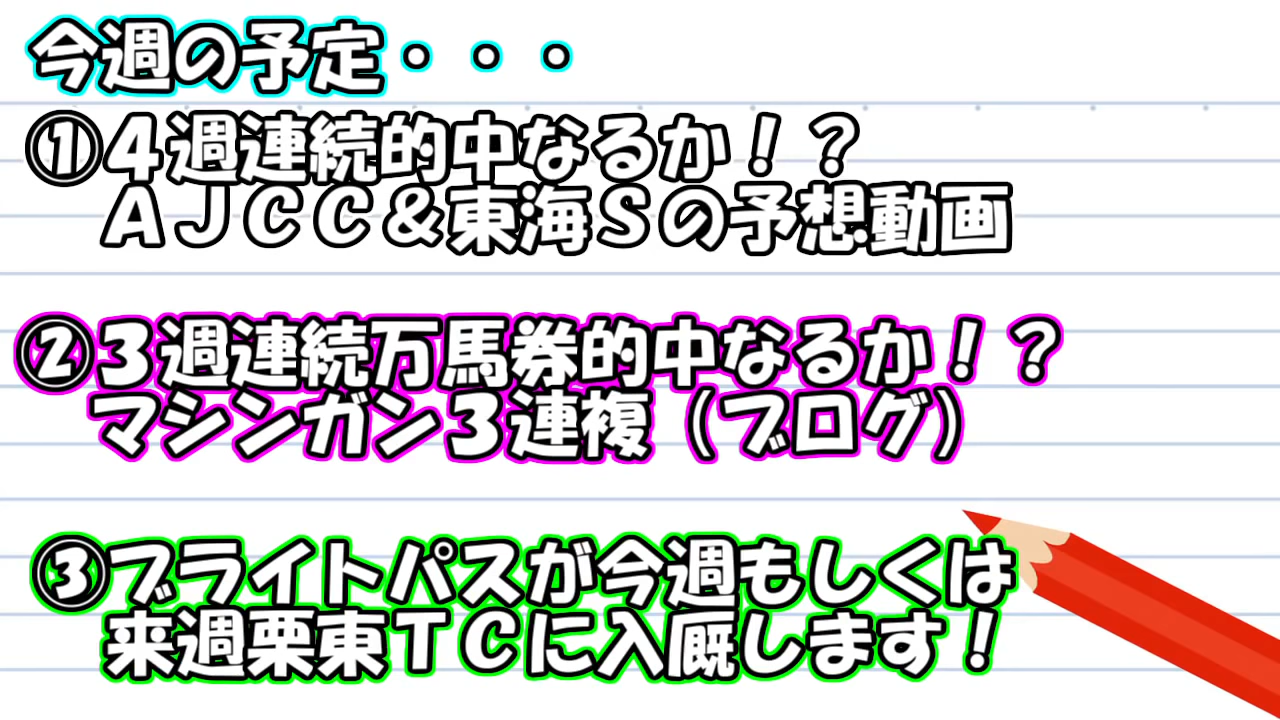 今週の予定・・・
①４週連続的中なるか！？
ＡＪＣＣ＆東海Ｓの予想動画
②３週連続万馬券的中なるか！？
マシンガン３連複（ブログ）
③ブライトパスが今週もしくは
来週栗東ＴＣに入厩します！